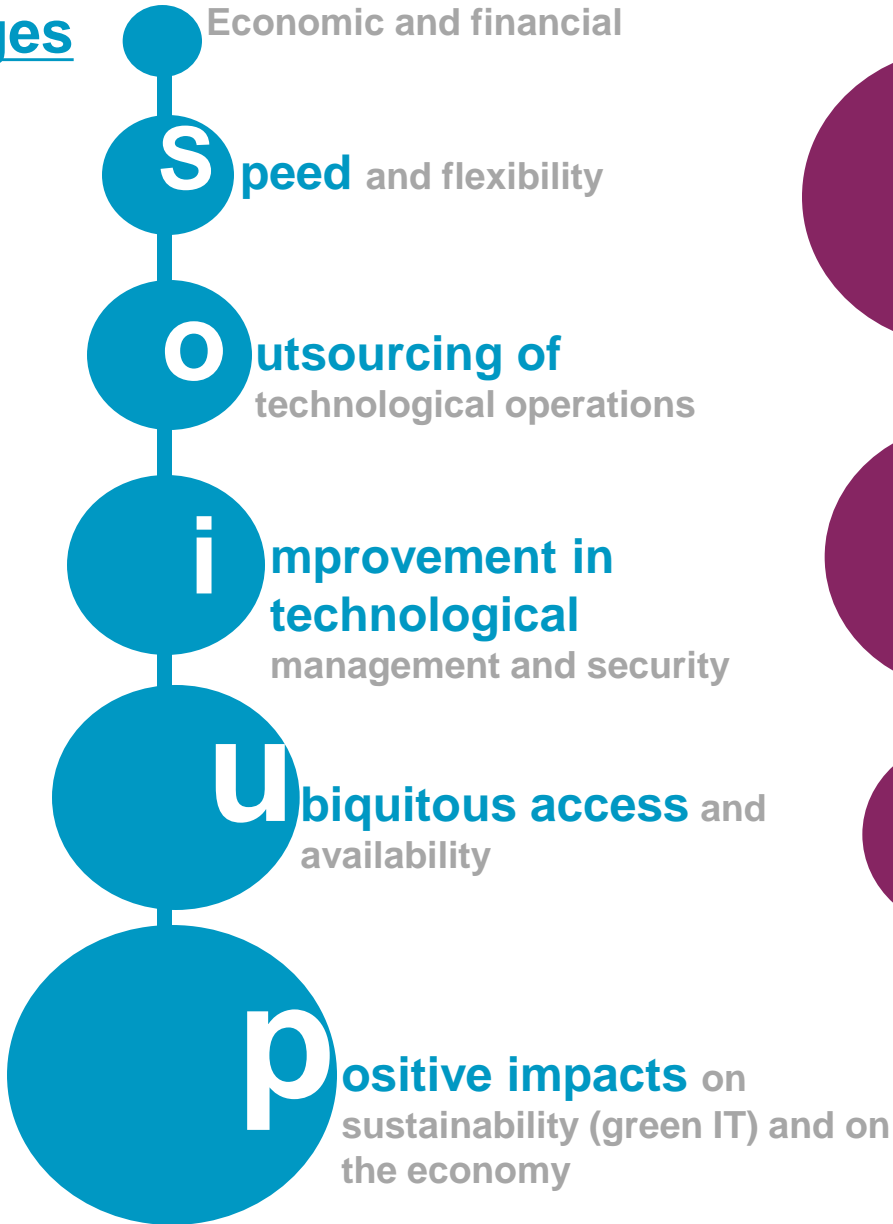 ges
Economic and financial
speed and flexibility
outsourcing of
technological operations
improvement in
technological
management and security
ubiquitous access and
availability
positive impacts on
sustainability (green IT) and on
the economy